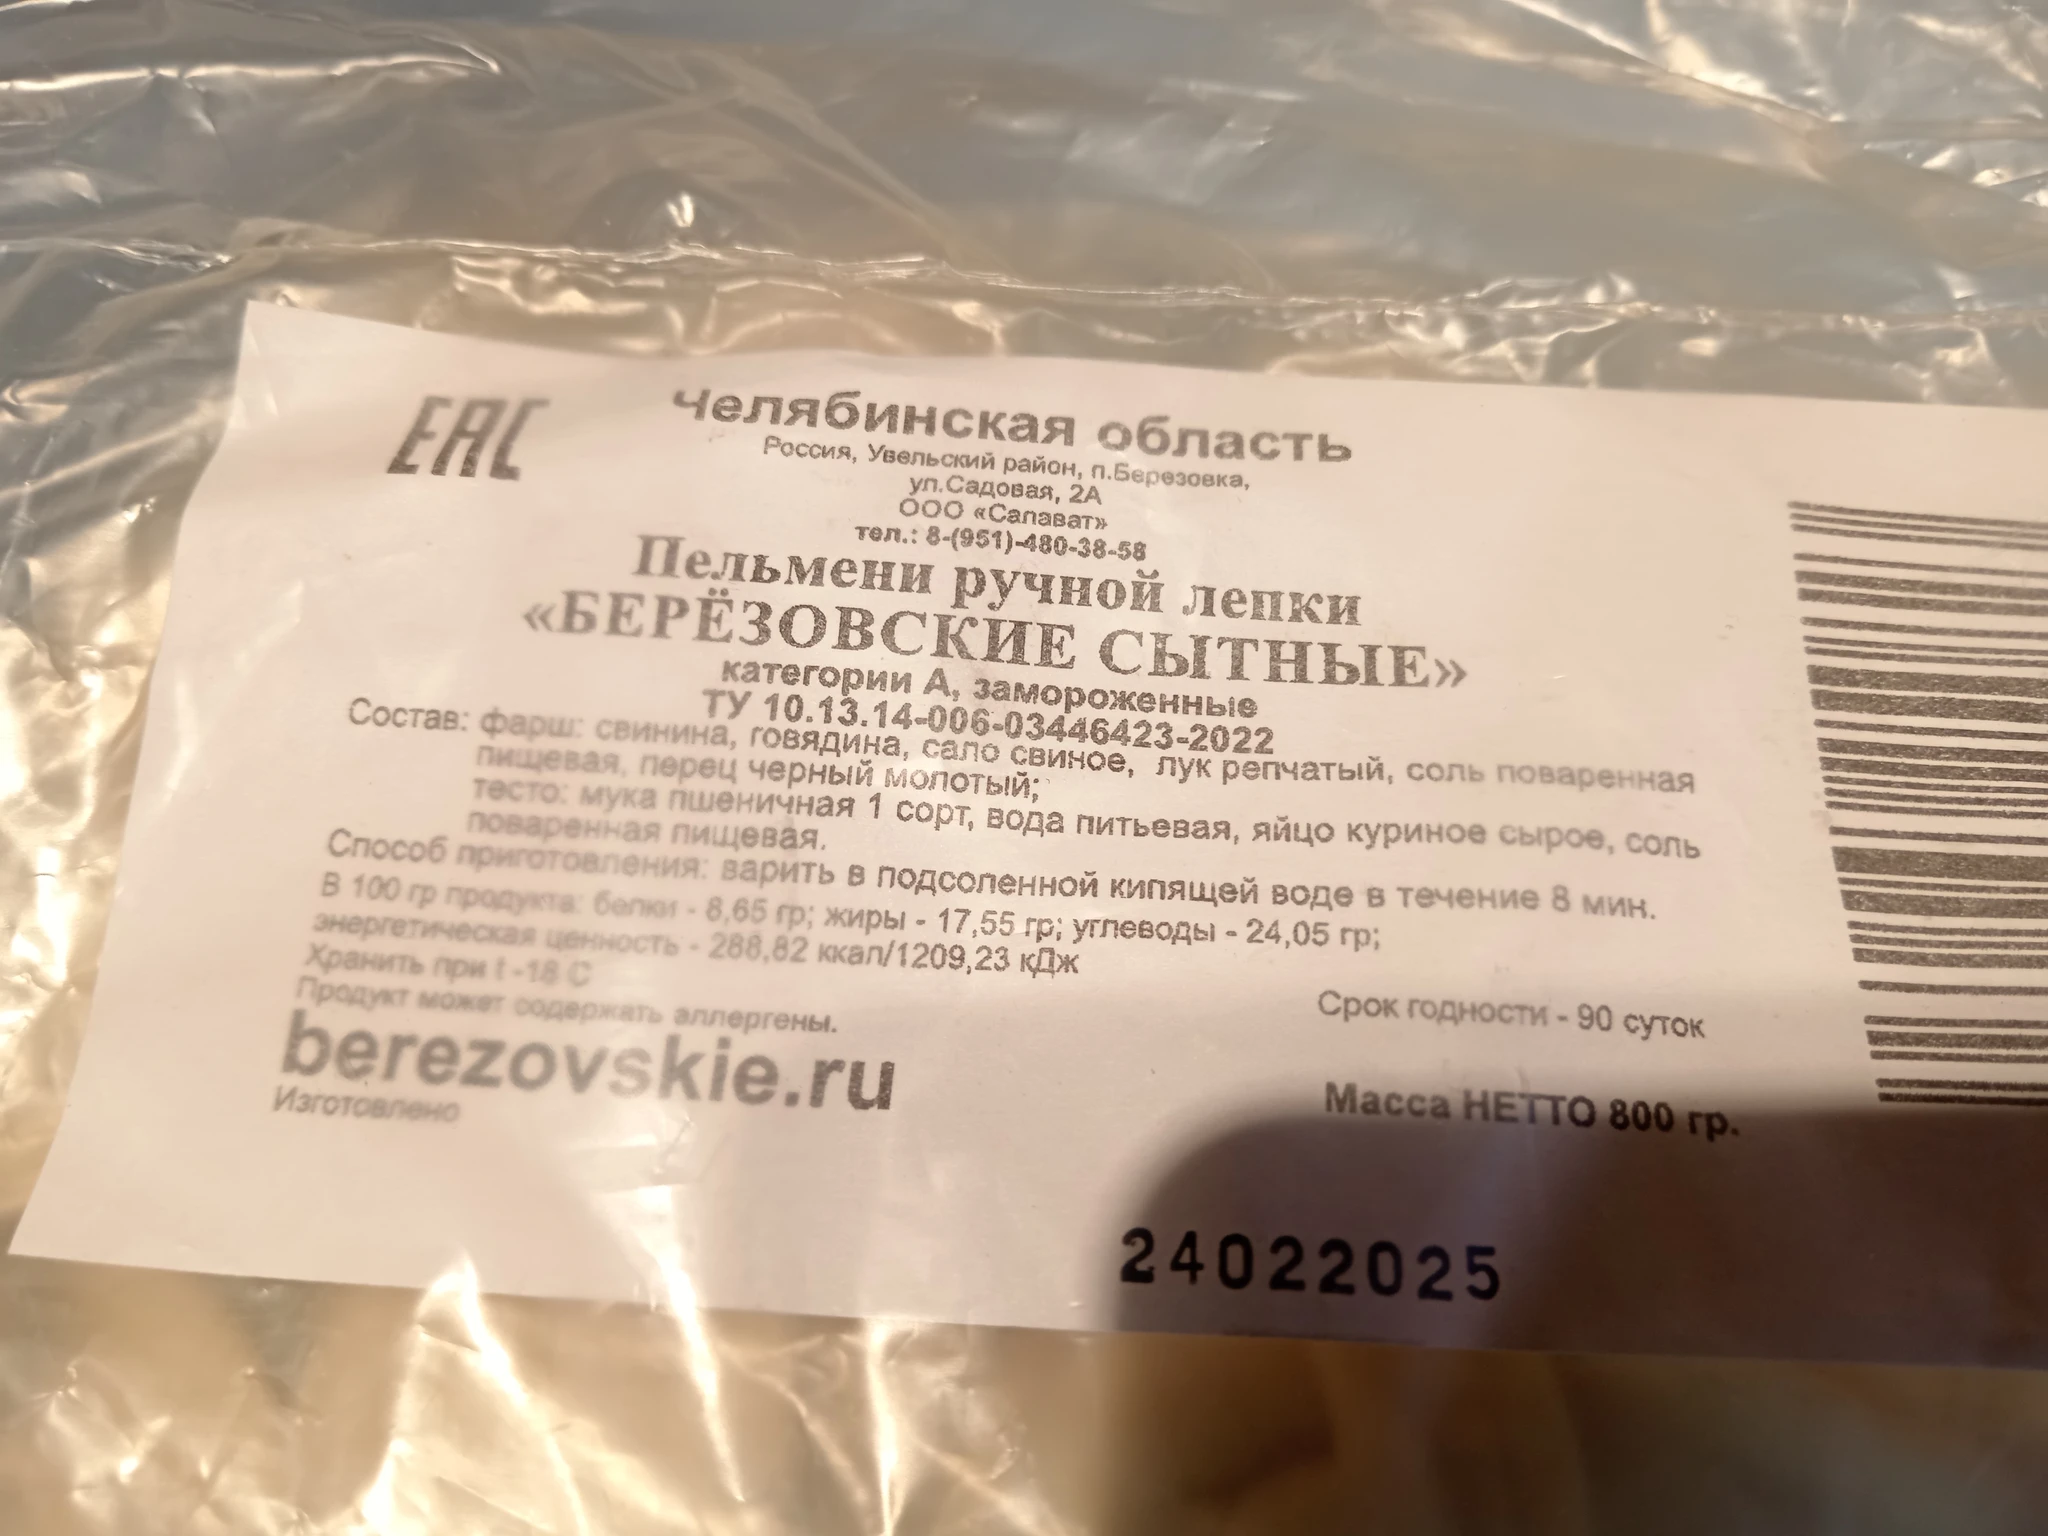 EAC
Челябинская область
Россия, Увельский район, п.Березовка,
ул.Садовая, 2А
ООО «Салават»
тел.: 8-(951)-480-38-58
Пельмени ручной лепки
«БЕРЁЗОВСКИЕ СЫТНЫЕ»
категории А, замороженные
ТУ 10.13.14-006-03446423-2022
Состав: фарш: свинина, говядина, сало свиное, лук репчатый, соль поваренная
пищевая, перец черный молотый;
тесто: мука пшеничная 1 сорт, вода питьевая, яйцо куриное сырое, соль
поваренная пищевая.
Способ приготовления: варить в подсоленной кипящей воде в течение 8 мин.
В 100 гр продукта: белки - 8,65 гр; жиры - 17,55 гр; углеводы - 24,05 гр;
энергетическая ценность - 288,82 ккал/1209,23 кДж
Хранить при t -18 С
Продукт может содержать аллергены.
Срок годности - 90 суток
berezovskie.ru
Масса НЕТТО 800 гр.
Изготовлено
24022025